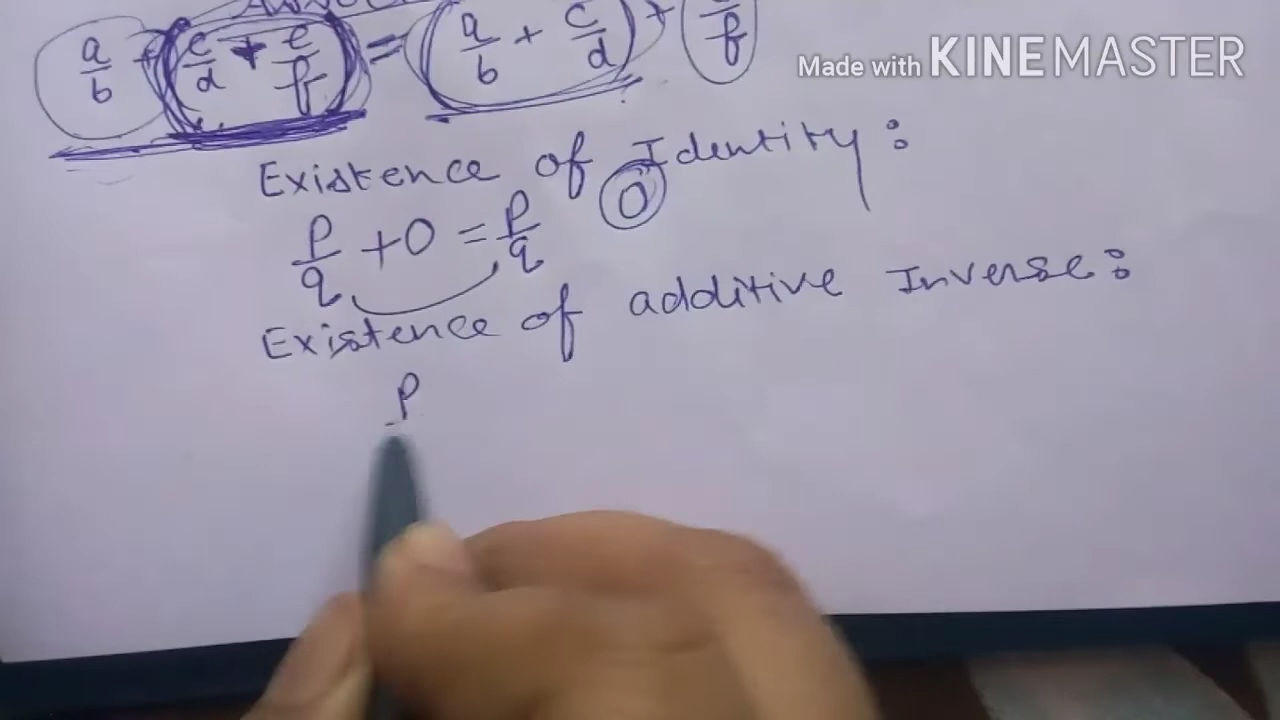 a/b + (c/d + e/f) = (a/b + c/d) + e/f
Made with KINEMASTER
Existence of Identity:
p/q + 0 = p/q 0
Existence of additive Inverse:
p